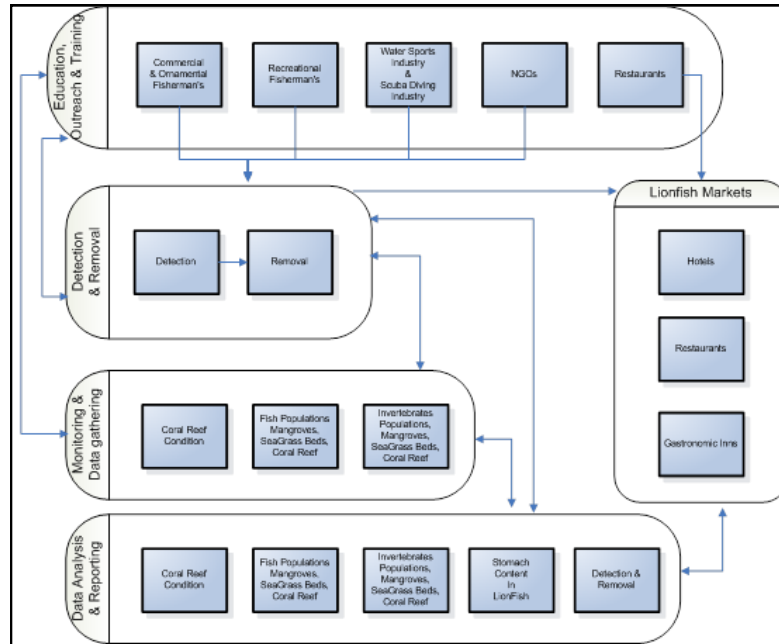 Education,
Outreach & Training
Commercial
& Ornamental
Fisherman's
Recreational
Fisherman's
Water Sports
Industry
&
Scuba Diving
Industry
NGOs
Restaurants
Detection
& Removal
Detection
Removal
Lionfish Markets
Hotels
Restaurants
Gastronomic Inns
Monitoring &
Data gathering
Coral Reef
Condition
Fish Populations
Mangroves,
SeaGrass Beds,
Coral Reef
Invertebrates
Populations,
Mangroves,
SeaGrass Beds,
Coral Reef
Data Analysis
& Reporting
Coral Reef
Condition
Fish Populations
Mangroves,
SeaGrass Beds,
Coral Reef
Invertebrates
Populations,
Mangroves,
SeaGrass Beds,
Coral Reef
Stomach
Content
In
LionFish
Detection &
Removal